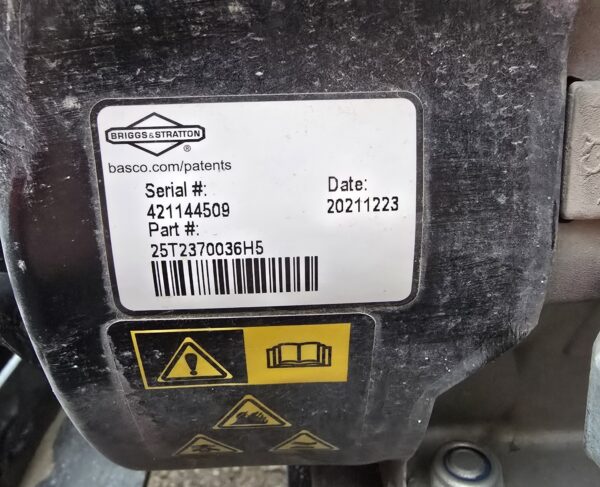 BRIGGS&STRATTON
®
basco.com/patents
Serial #:
421144509
Date:
20211223
Part #:
25T2370036H5